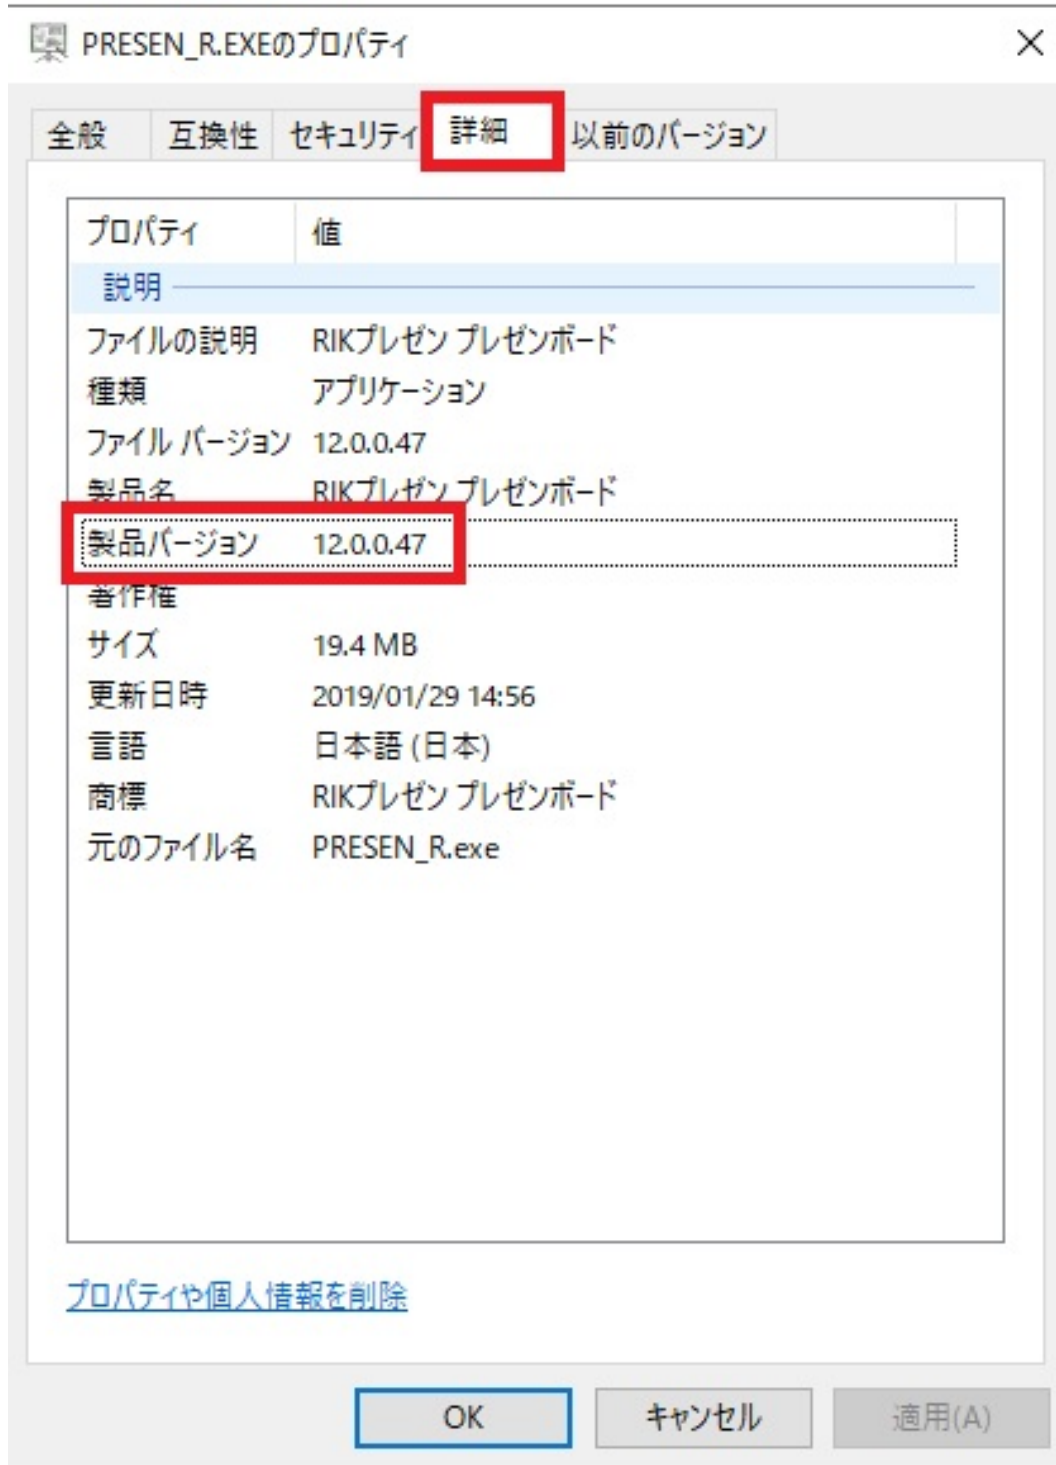 PRESEN_R.EXEのプロパティ
全般 互換性 セキュリティ 詳細 以前のバージョン
プロパティ 値
説明
ファイルの説明 RIKプレゼン プレゼンボード
種類 アプリケーション
ファイル バージョン 12.0.0.47
製品名 RIKプレゼン プレゼンボード
製品バージョン 12.0.0.47
著作権
サイズ 19.4 MB
更新日時 2019/01/29 14:56
言語 日本語 (日本)
商標 RIKプレゼン プレゼンボード
元のファイル名 PRESEN_R.exe
プロパティや個人情報を削除
OK キャンセル 適用(A)